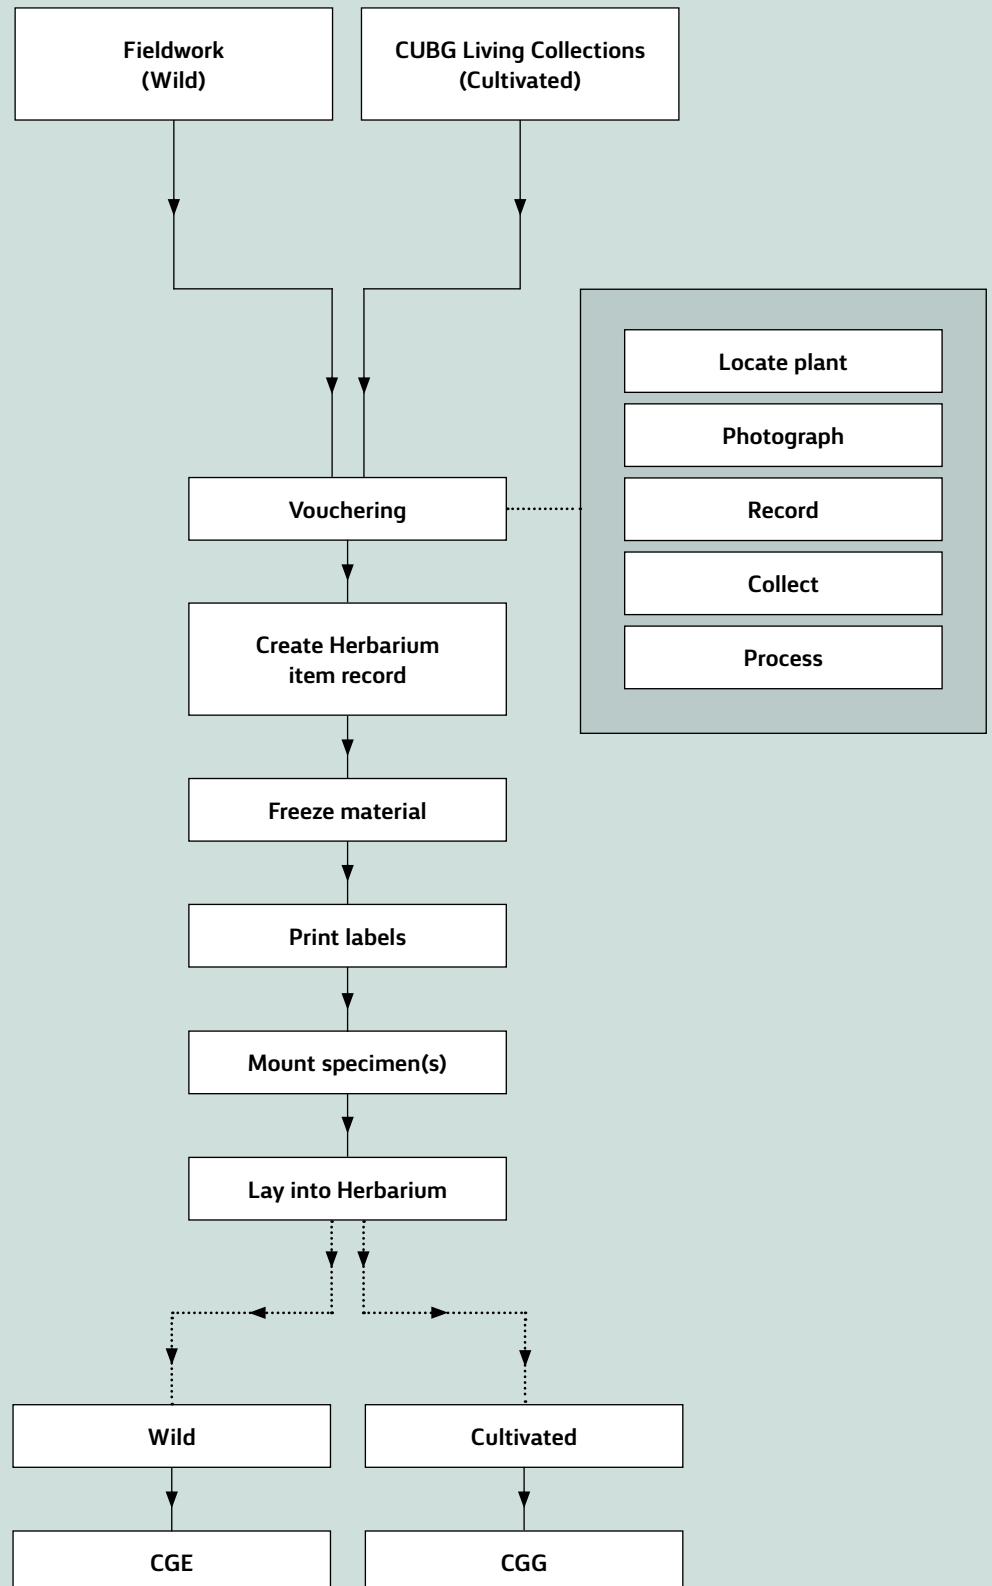 Fieldwork
(Wild)
CUBG Living Collections
(Cultivated)
Locate plant
Photograph
Record
Collect
Process
Vouchering
Create Herbarium
item record
Freeze material
Print labels
Mount specimen(s)
Lay into Herbarium
Wild
Cultivated
CGE
CGG